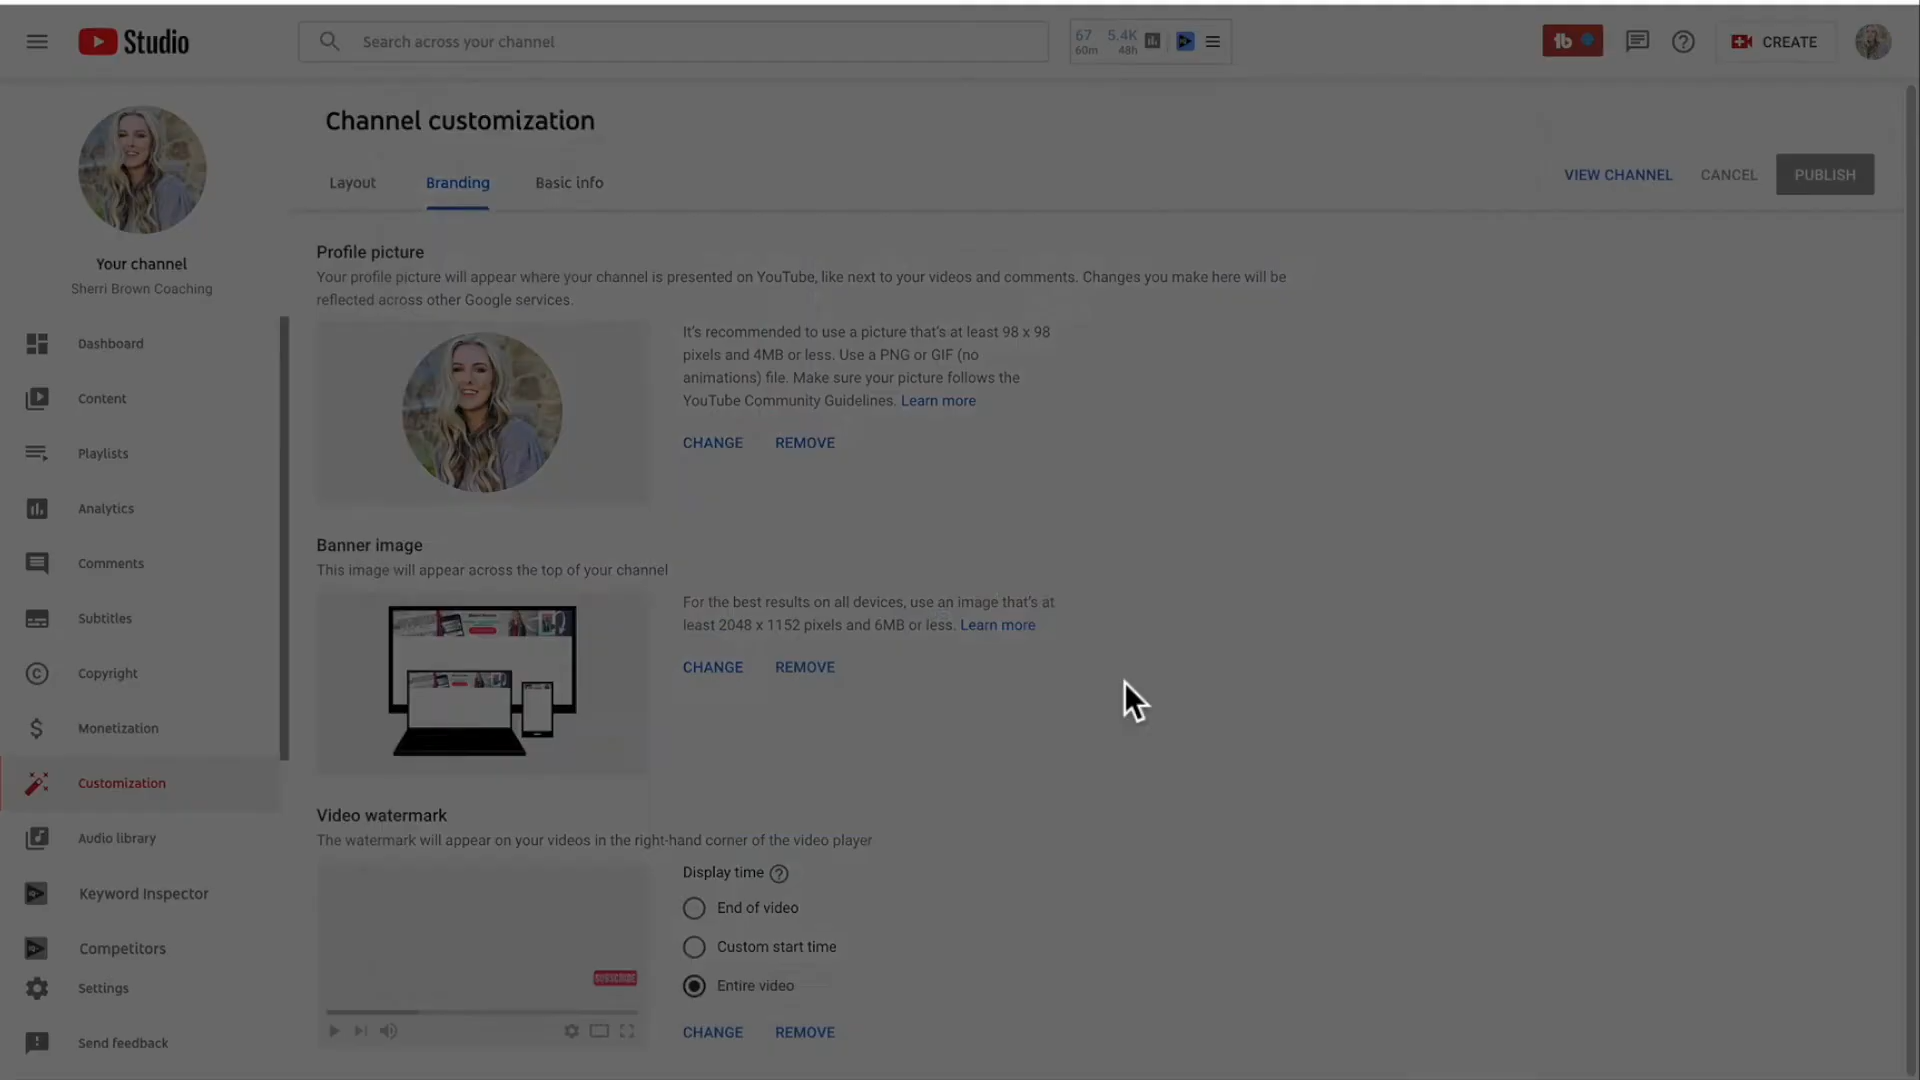 Studio
Search across your channel
67 60m
5.4K 48h
CREATE
Channel customization
Layout
Branding
Basic info
VIEW CHANNEL
CANCEL
PUBLISH
Your channel
Sherri Brown Coaching
Dashboard
Content
Playlists
Analytics
Comments
Subtitles
Copyright
Monetization
Customization
Audio library
Keyword Inspector
Competitors
Settings
Send feedback
Profile picture
Your profile picture will appear where your channel is presented on YouTube, like next to your videos and comments. Changes you make here will be
reflected across other Google services.
It's recommended to use a picture that's at least 98 x 98
pixels and 4MB or less. Use a PNG or GIF (no
animations) file. Make sure your picture follows the
YouTube Community Guidelines. Learn more
CHANGE
REMOVE
Banner image
This image will appear across the top of your channel
For the best results on all devices, use an image that's at
least 2048 x 1152 pixels and 6MB or less. Learn more
CHANGE
REMOVE
Video watermark
The watermark will appear on your videos in the right-hand corner of the video player
SUBSCRIBE
Display time
End of video
Custom start time
Entire video
CHANGE
REMOVE